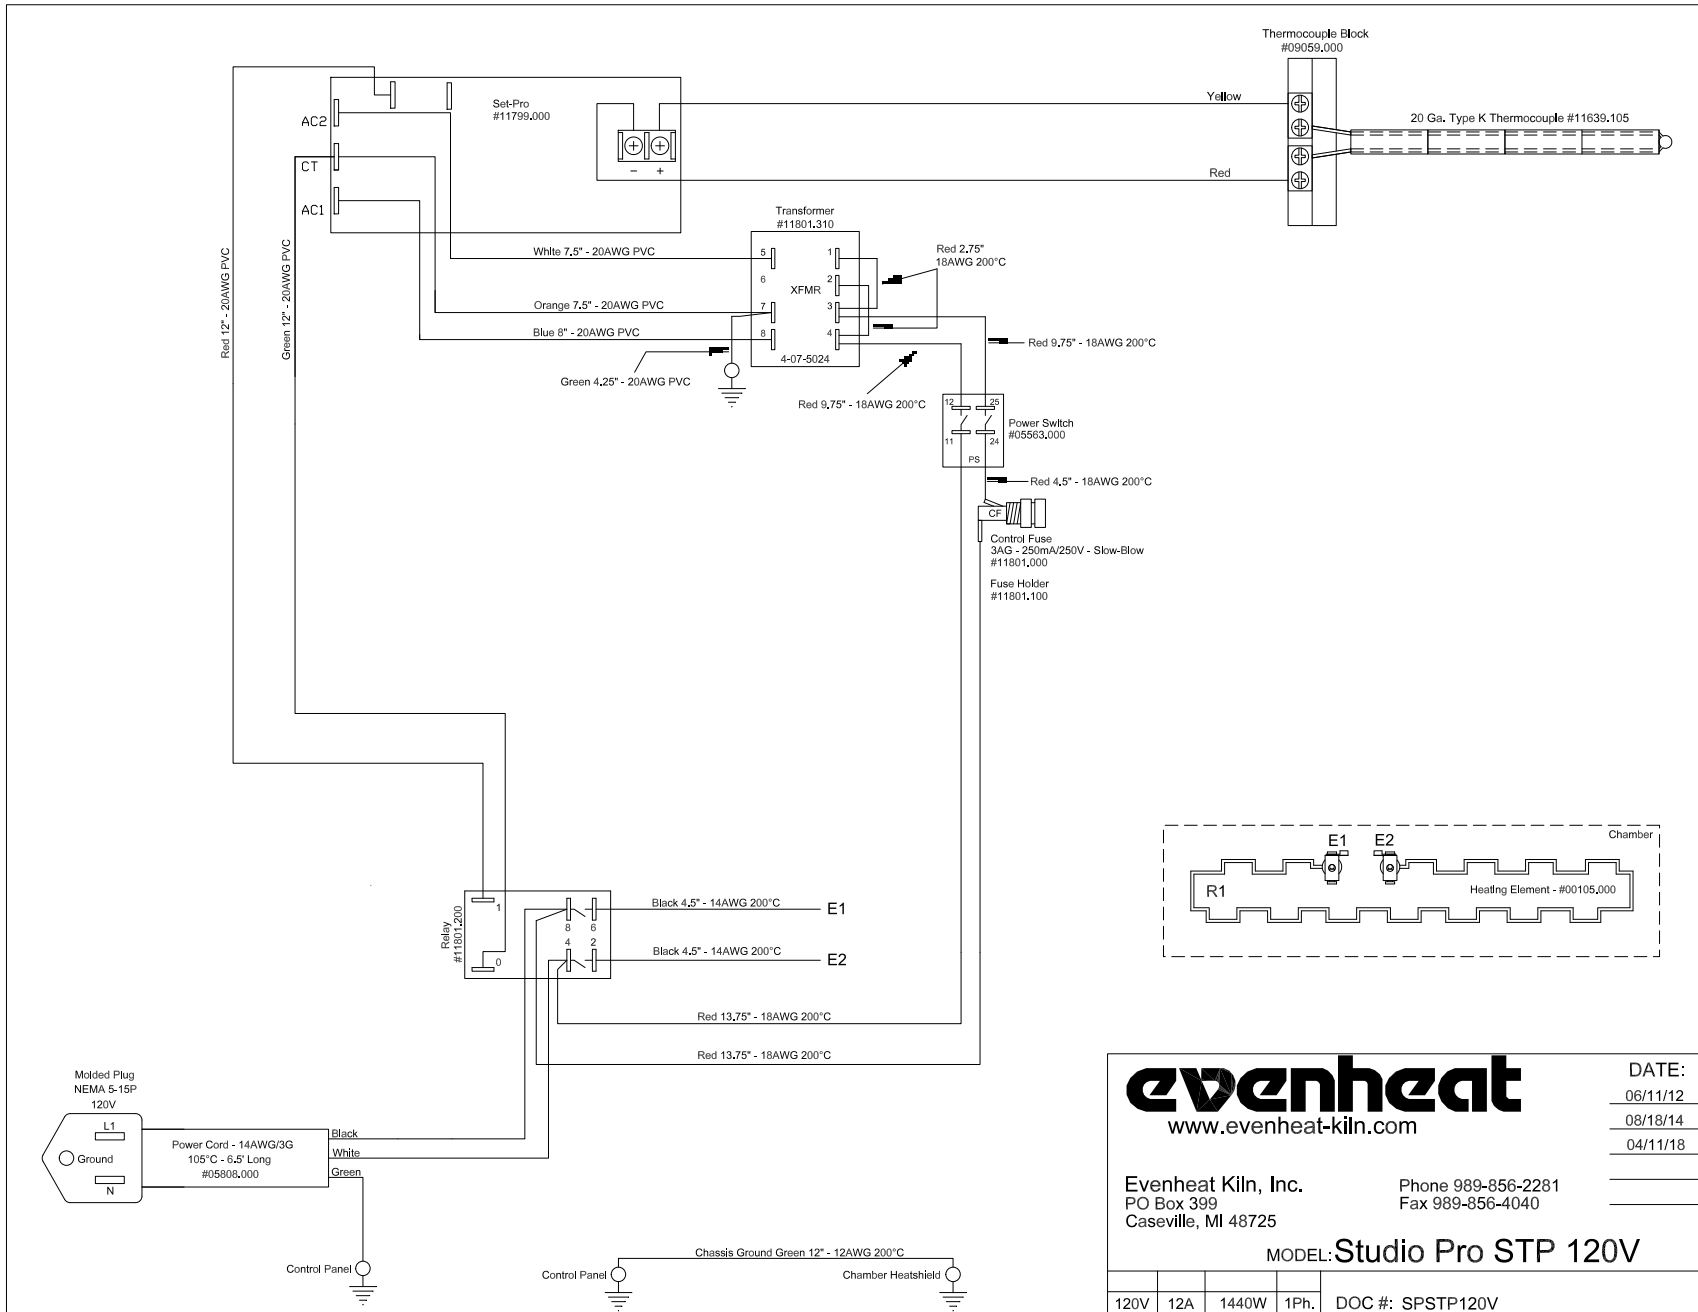 Thermocouple Block
#09059.000
Set-Pro
#11799.000
AC2
CT
AC1
- +
Yellow
Red
20 Ga. Type K Thermocouple #11639.105
Red 12" - 20AWG PVC
Green 12" - 20AWG PVC
Transformer
#11801.310
White 7.5" - 20AWG PVC
Orange 7.5" - 20AWG PVC
Blue 8" - 20AWG PVC
Green 4.25" - 20AWG PVC
5 1
6 2
XFMR
7 3
8 4
4-07-5024
Red 2.75"
18AWG 200°C
Red 9.75" - 18AWG 200°C
Red 9.75" - 18AWG 200°C
12 25
11 24
PS
Power Switch
#05563.000
Red 4.5" - 18AWG 200°C
CF
Control Fuse
3AG - 250mA/250V - Slow-Blow
#11801.000
Fuse Holder
#11801.100
Chamber
E1 E2
R1
Heating Element - #00105.000
Relay
#11801.200
1
0
8 6
4 2
Black 4.5" - 14AWG 200°C
E1
Black 4.5" - 14AWG 200°C
E2
Red 13.75" - 18AWG 200°C
Red 13.75" - 18AWG 200°C
Molded Plug
NEMA 5-15P
120V
L1
Ground
N
Power Cord - 14AWG/3G
105°C - 6.5' Long
#05808.000
Black
White
Green
Control Panel
Chassis Ground Green 12" - 12AWG 200°C
Control Panel
Chamber Heatshield
evenheat
www.evenheat-kiln.com
DATE:
06/11/12
08/18/14
04/11/18
Evenheat Kiln, Inc.
PO Box 399
Caseville, MI 48725
Phone 989-856-2281
Fax 989-856-4040
MODEL: Studio Pro STP 120V
120V 12A 1440W 1Ph. DOC #: SPSTP120V